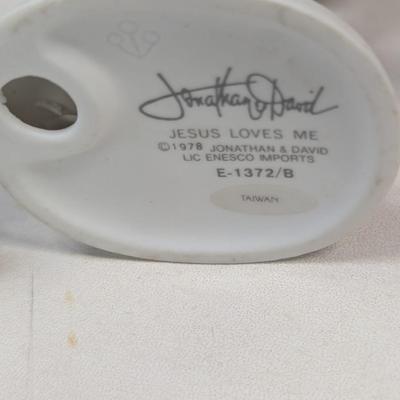 Jonathan & David
JESUS LOVES ME
©1978 JONATHAN & DAVID
LIC ENESCO IMPORTS
E-1372/B
TAIWAN